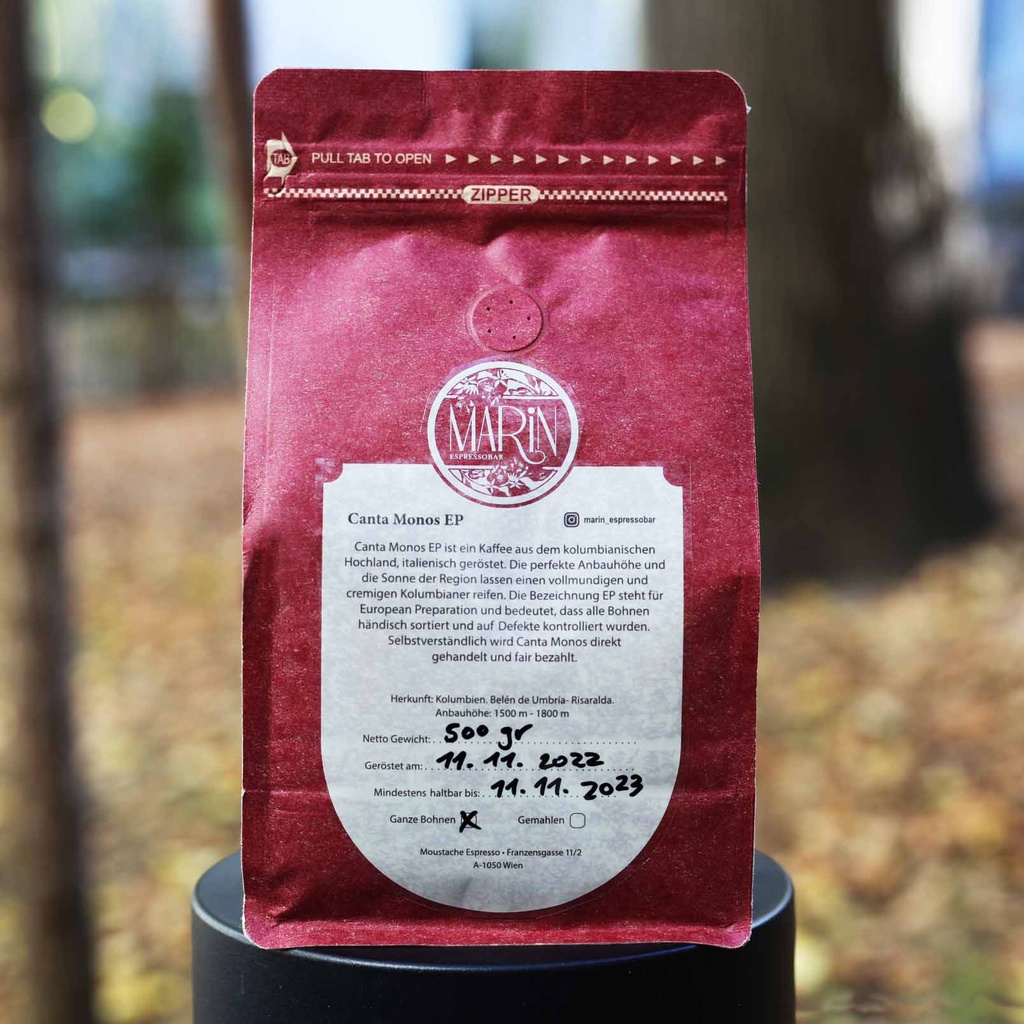 TAB PULL TAB TO OPEN
ZIPPER
MARiN
ESPRESSOBAR
Canta Monos EP
marin_espressobar
Canta Monos EP ist ein Kaffee aus dem kolumbianischen
Hochland, italienisch geröstet. Die perfekte Anbauhöhe und
die Sonne der Region lassen einen vollmundigen und
cremigen Kolumbianer reifen. Die Bezeichnung EP steht für
European Preparation und bedeutet, dass alle Bohnen
händisch sortiert und auf Defekte kontrolliert wurden.
Selbstverständlich wird Canta Monos direkt
gehandelt und fair bezahlt.
Herkunft: Kolumbien. Belén de Umbría- Risaralda.
Anbauhöhe: 1500 m - 1800 m
Netto Gewicht: 500 gr
Geröstet am: 11. 11. 2022
Mindestens haltbar bis: 11. 11. 2023
Ganze Bohnen Gemahlen
Moustache Espresso • Franzensgasse 11/2
A-1050 Wien